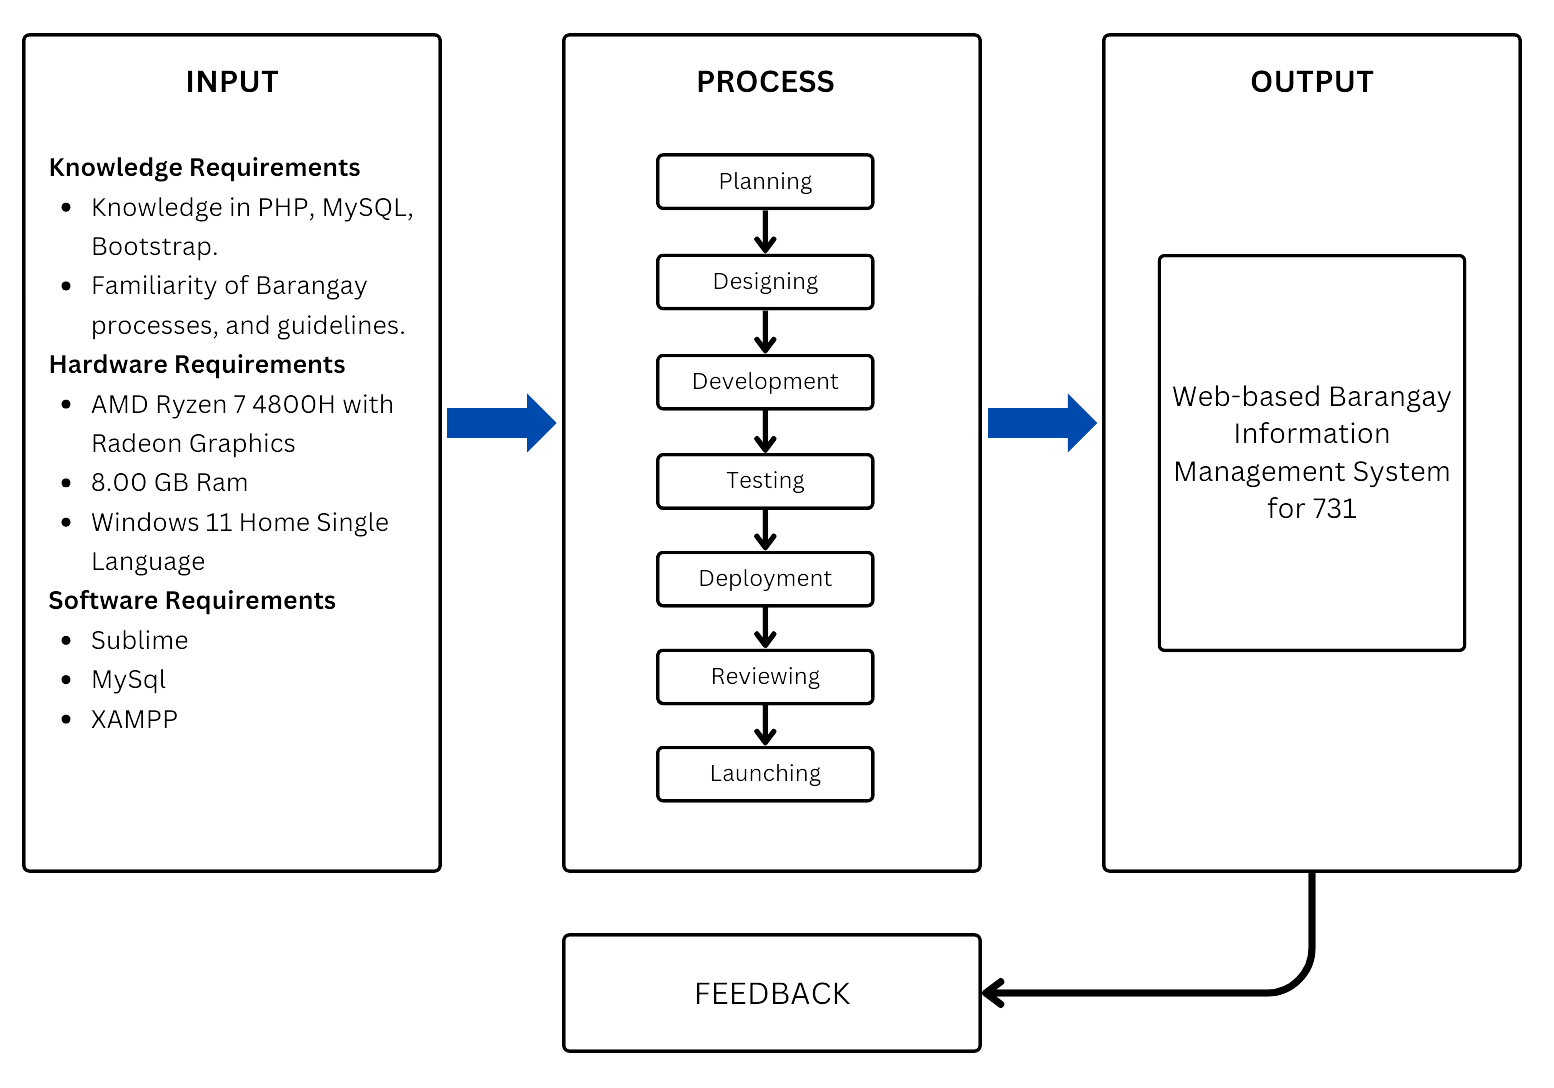 INPUT
Knowledge Requirements
Knowledge in PHP, MySQL,
Bootstrap.
Familiarity of Barangay
processes, and guidelines.
Hardware Requirements
AMD Ryzen 7 4800H with
Radeon Graphics
8.00 GB Ram
Windows 11 Home Single
Language
Software Requirements
Sublime
MySql
XAMPP
PROCESS
Planning
Designing
Development
Testing
Deployment
Reviewing
Launching
OUTPUT
Web-based Barangay
Information
Management System
for 731
FEEDBACK